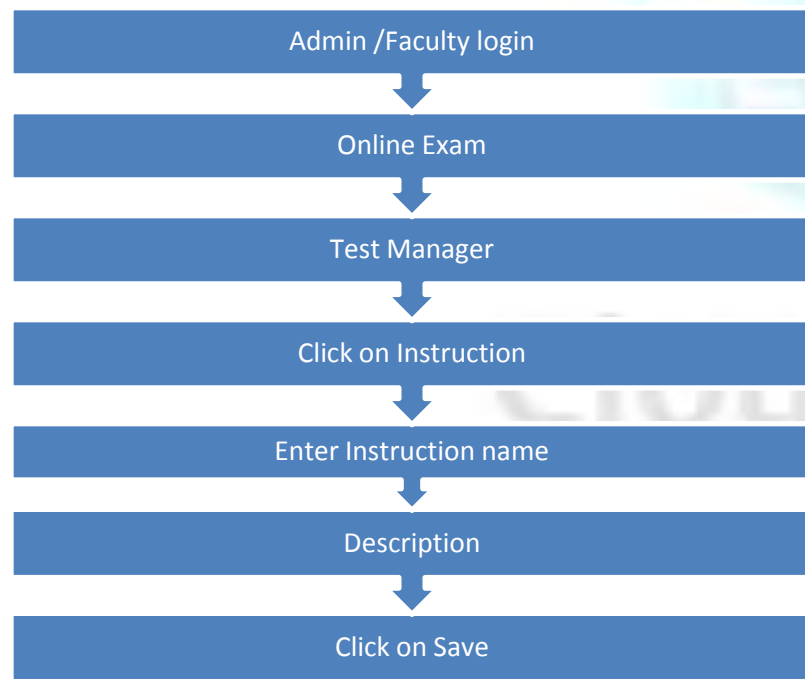 Admin /Faculty login
Online Exam
Test Manager
Click on Instruction
Enter Instruction name
Description
Click on Save